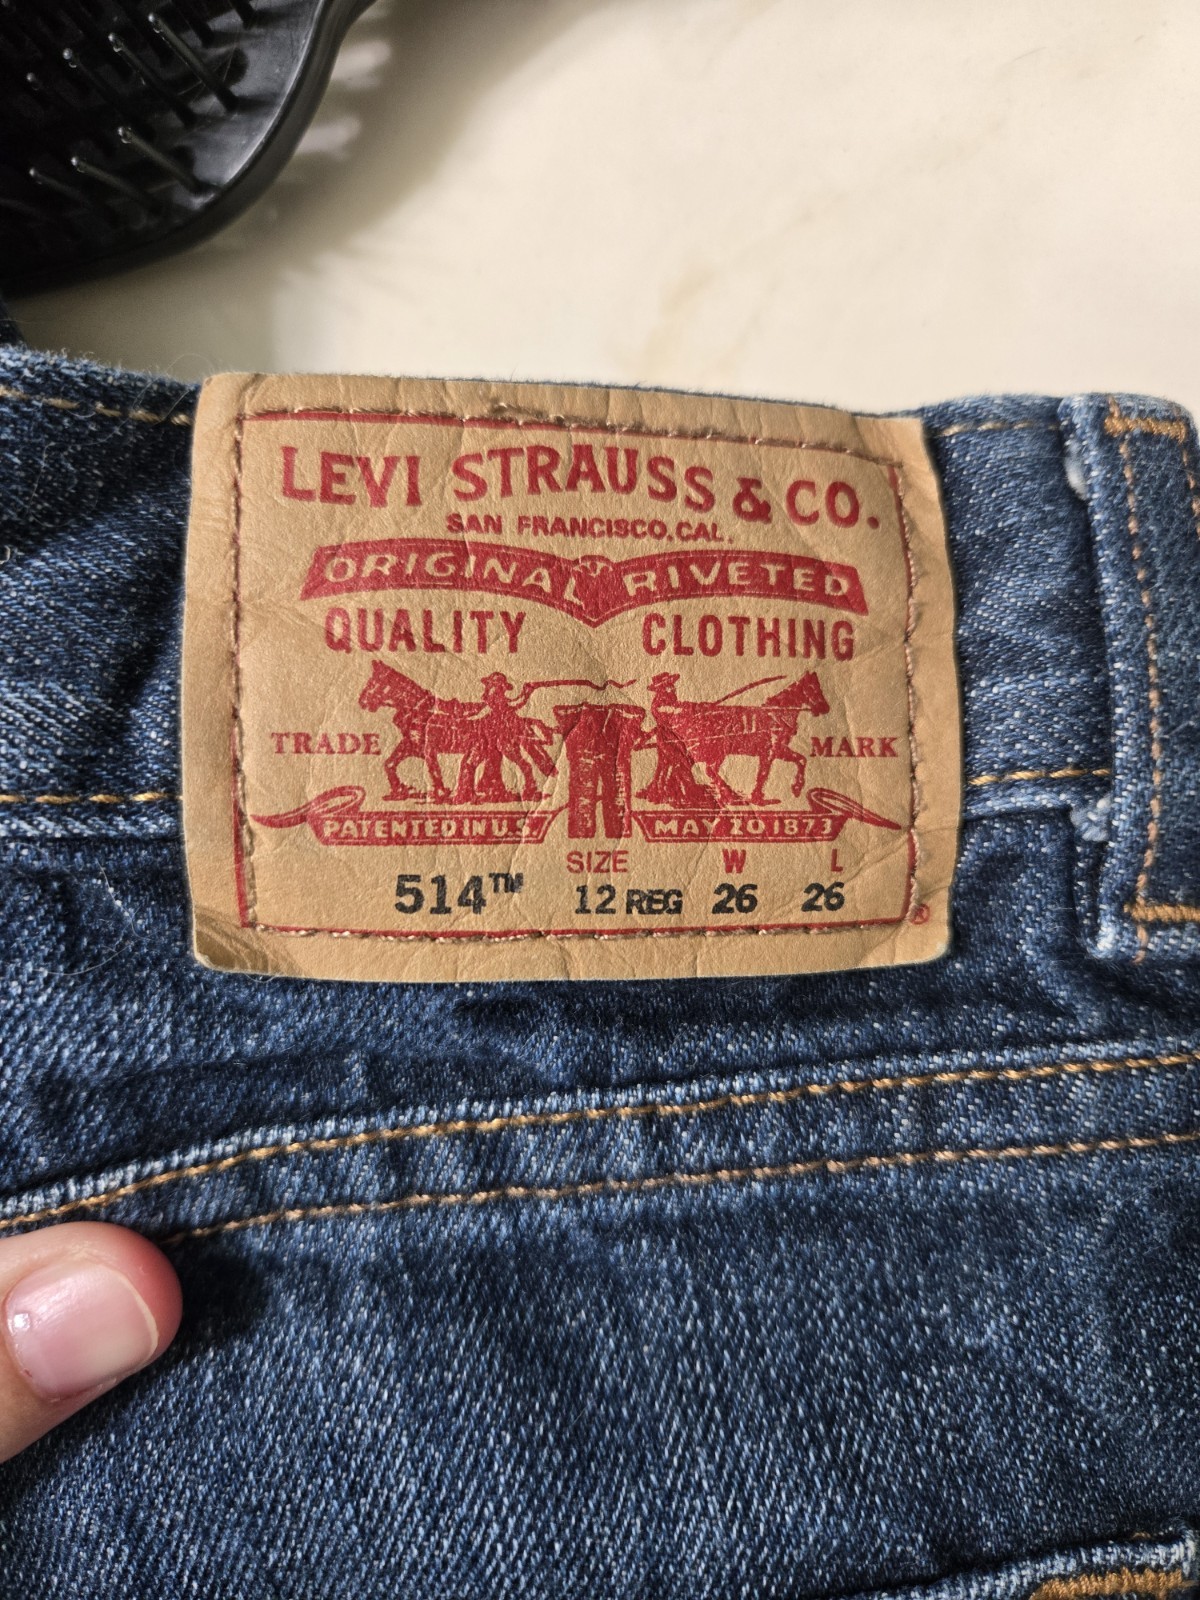 LEVI STRAUSS & CO.
SAN FRANCISCO, CAL.
ORIGINAL RIVETED
QUALITY CLOTHING
TRADE MARK
PATENTED IN U.S. MAY 20 1873
SIZE W L
514™ 12 REG 26 26 ®